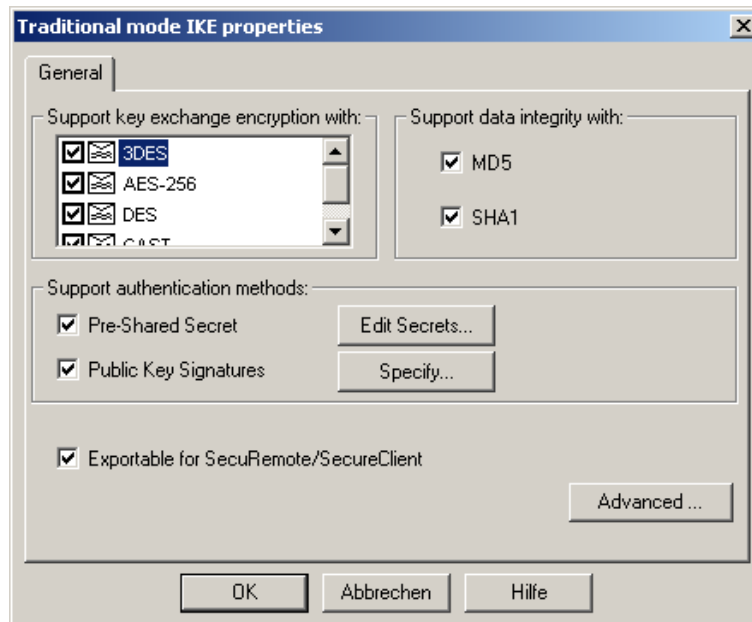 Traditional mode IKE properties
General
Support key exchange encryption with:
3DES
AES-256
DES
CAST
Support data integrity with:
MD5
SHA1
Support authentication methods:
Pre-Shared Secret
Edit Secrets...
Public Key Signatures
Specify...
Exportable for SecuRemote/SecureClient
Advanced ...
OK
Abbrechen
Hilfe